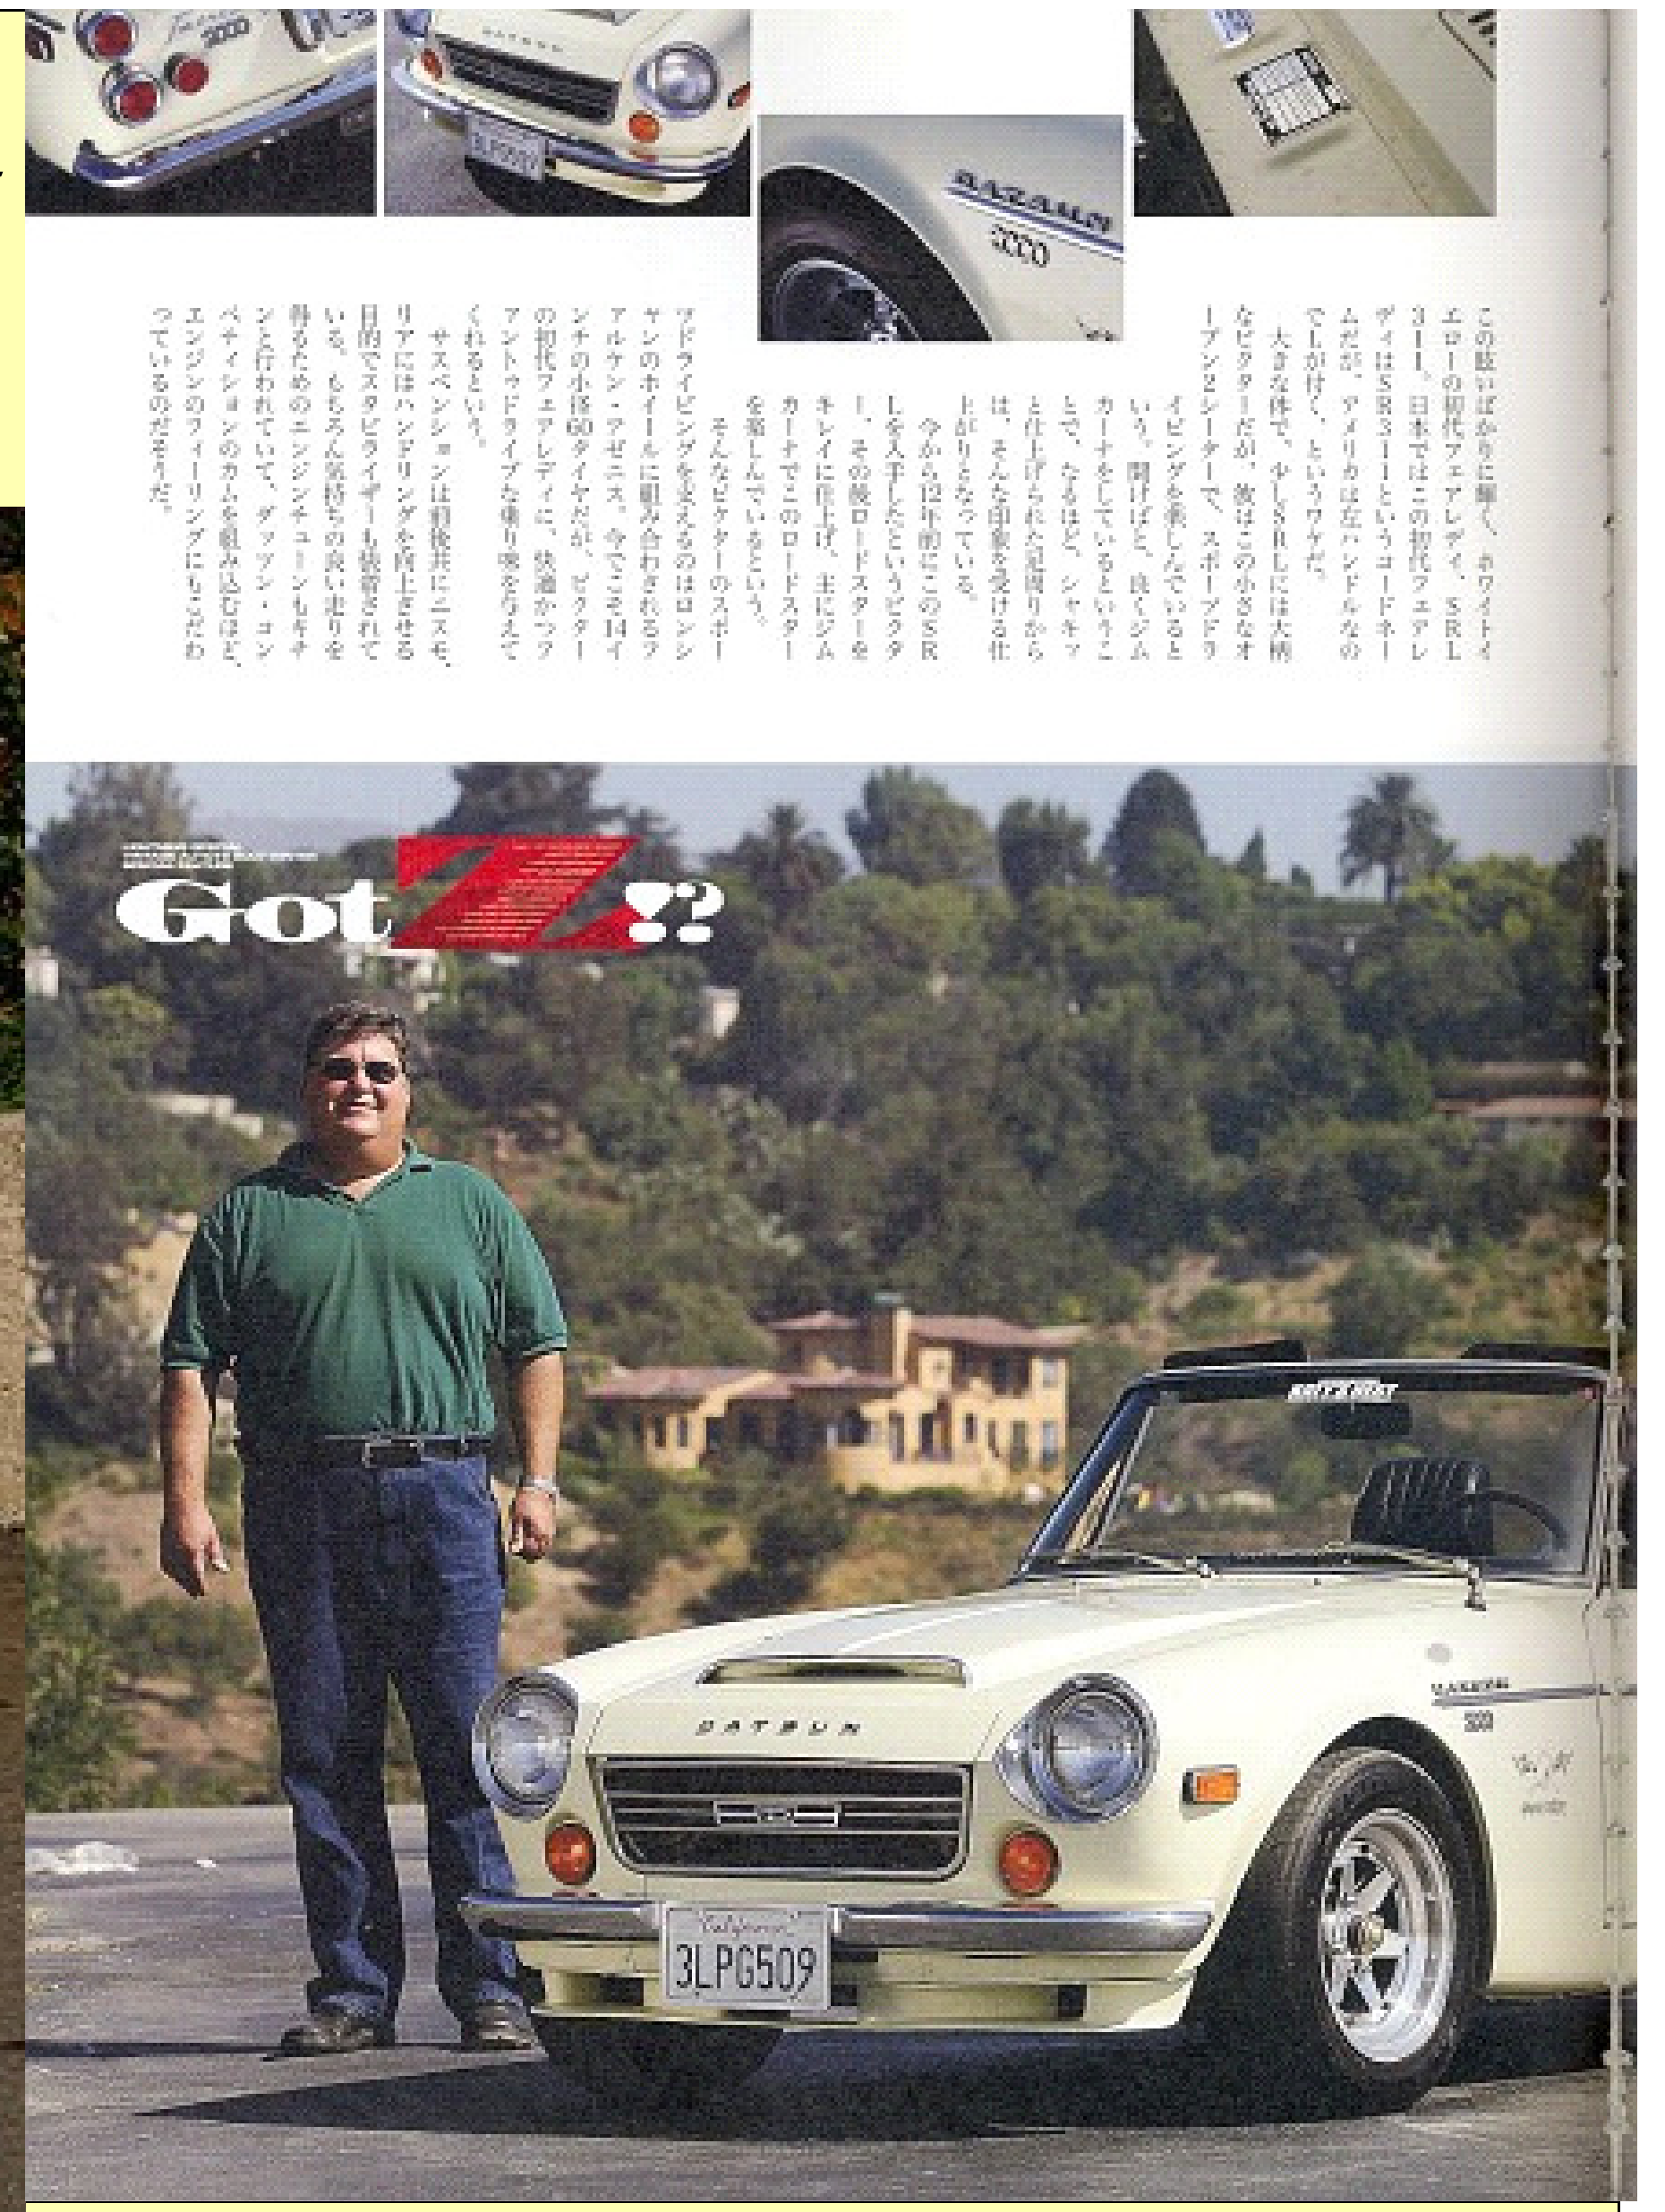 2000
DATSUN
3LPG509
DATSUN
2000
この眩いばかりに輝く、ホワイトイ
エローの初代フェアレディ、SRL
311。日本ではこの初代フェアレ
ディはSR311というコードネー
ムだが、アメリカは左ハンドルなの
でLが付く、というワケだ。
大きな体で、少しSRLには大柄
なビクターだが、彼はこの小さなオ
ープン2シーターで、スポーツドラ
イビングを楽しんでいると
いう。聞けばと、良くジム
カーナをしているというこ
とで、なるほど、シャキッ
と仕上げられた足周りから
は、そんな印象を受ける仕
上がりとなっている。
今から12年前にこのSR
Lを入手したというビクタ
ー。その後ロードスターを
キレイに仕上げ、主にジム
カーナでこのロードスター
を楽しんでいるという。
そんなビクターのスポー
ツドライビングを支えるのはロンシ
ャンのホイールに組み合わされるフ
アルケン・アゼニス。今でこそ14イ
ンチの小径60タイヤだが、ビクター
の初代フェアレディに、快適かつフ
ァントゥドライブな乗り味を与えて
くれるという。
サスペンションは前後共にニスモ。
リアにはハンドリングを向上させる
目的でスタビライザーも装着されて
いる。もちろん気持ちの良い走りを
得るためのエンジンチューンもキチ
ンと行われていて、ダットサン・コン
ペティションのカムを組み込むほど、
エンジンのフィーリングにもこだわ
っているのだそうだ。
Got Z!?
DATSUN
California
3LPG509